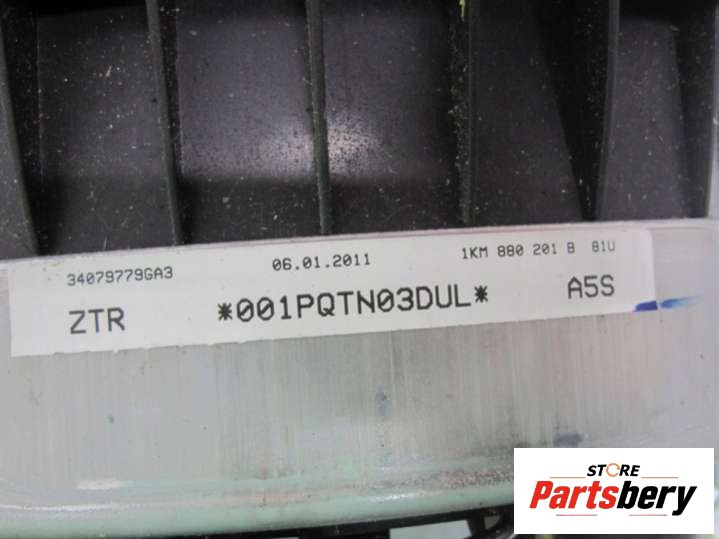 34079779GA3 06.01.2011 1KM 880 201 B 81U
ZTR *001PQTN03DUL* A5S
STORE
Partsbery